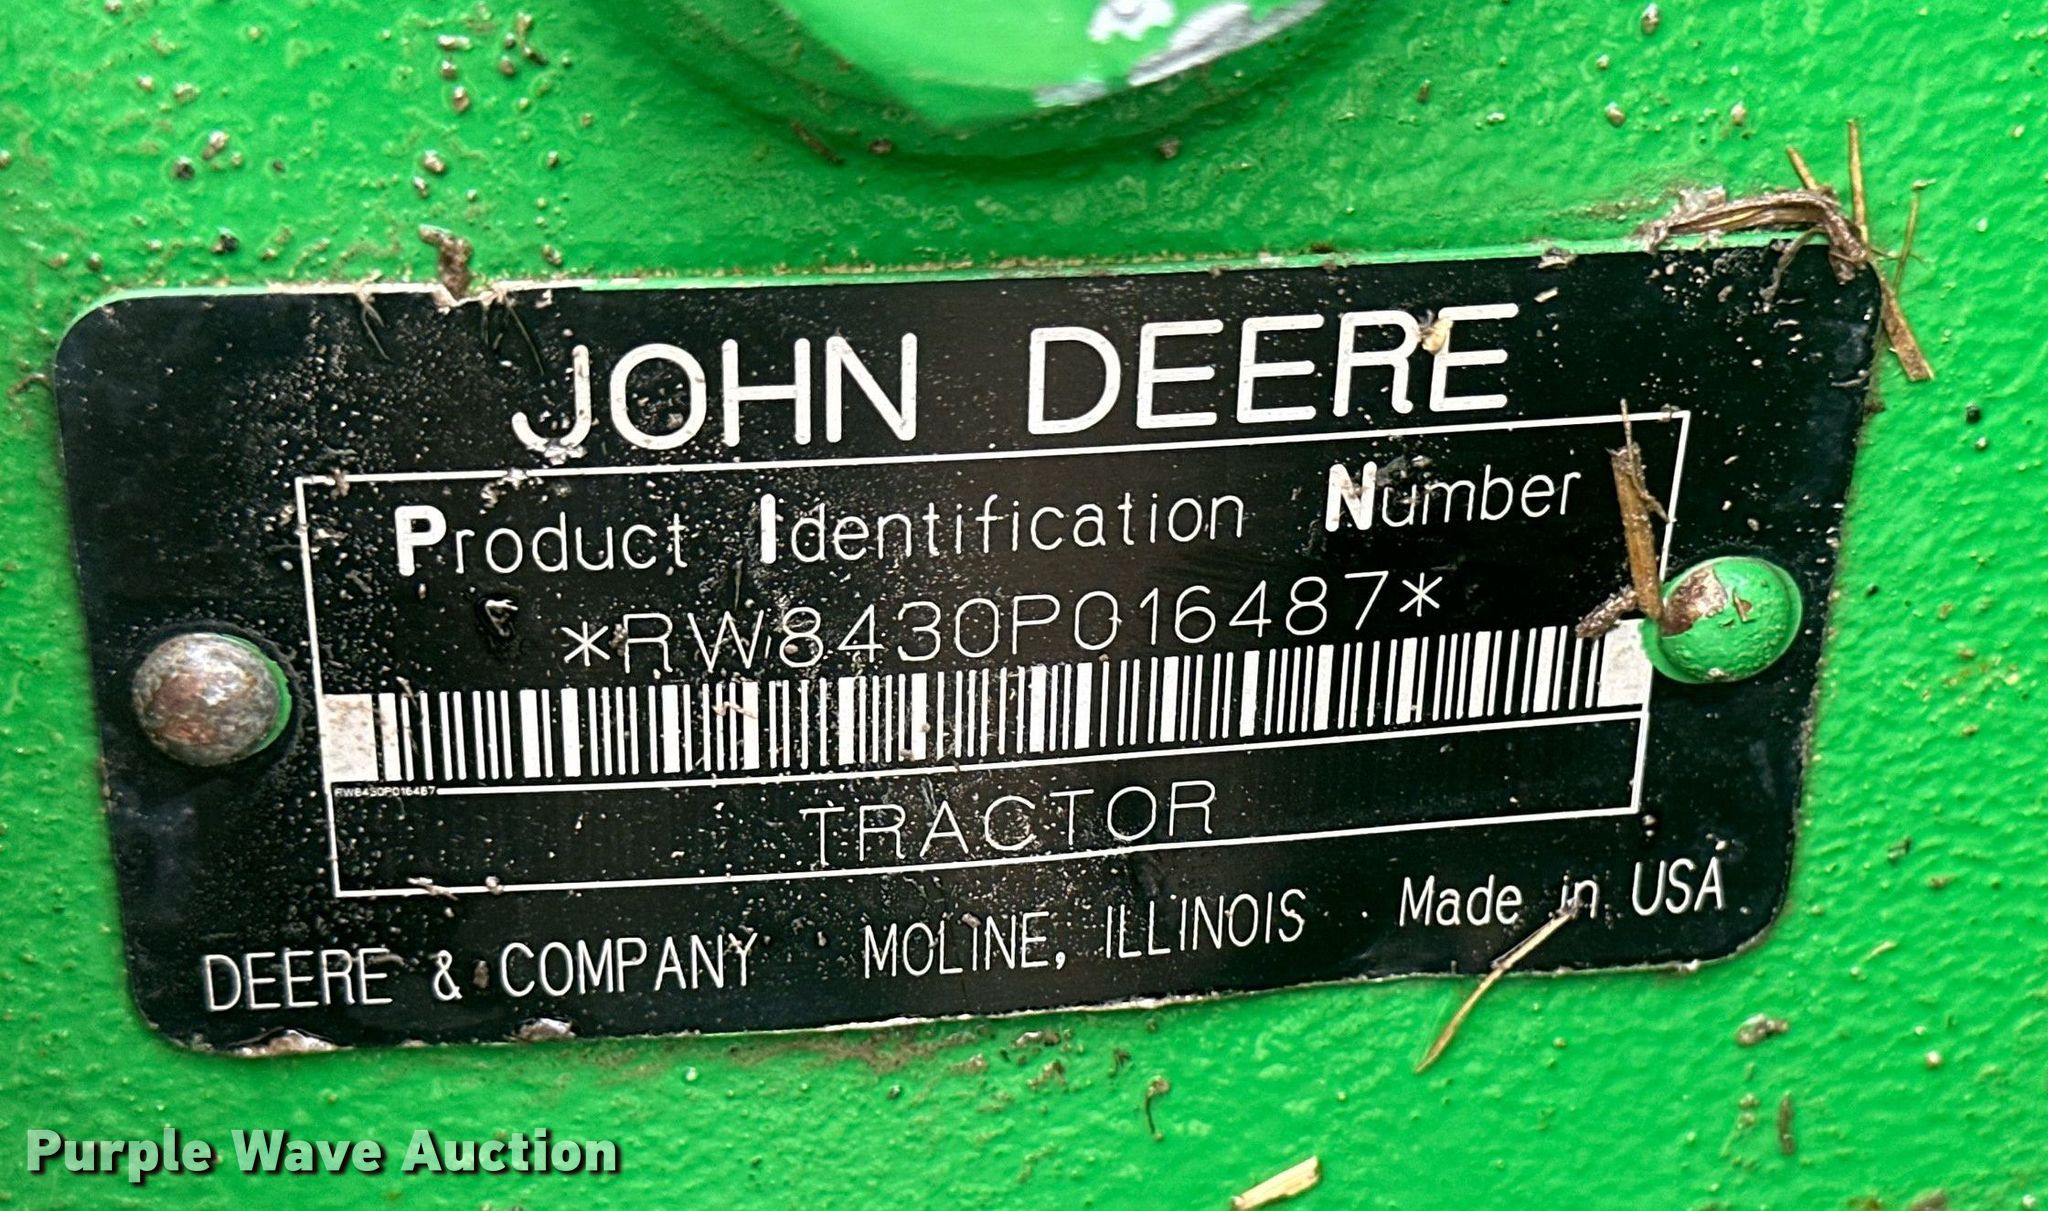 JOHN DEERE
Product Identification Number
*RW8430P016487*
RW8430P016487
TRACTOR
DEERE & COMPANY MOLINE, ILLINOIS Made in USA
Purple Wave Auction